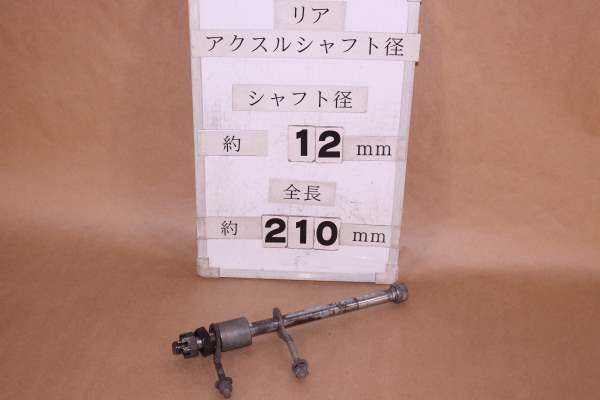 リア
アクスルシャフト径
シャフト径
約 12 mm
全長
約 210 mm